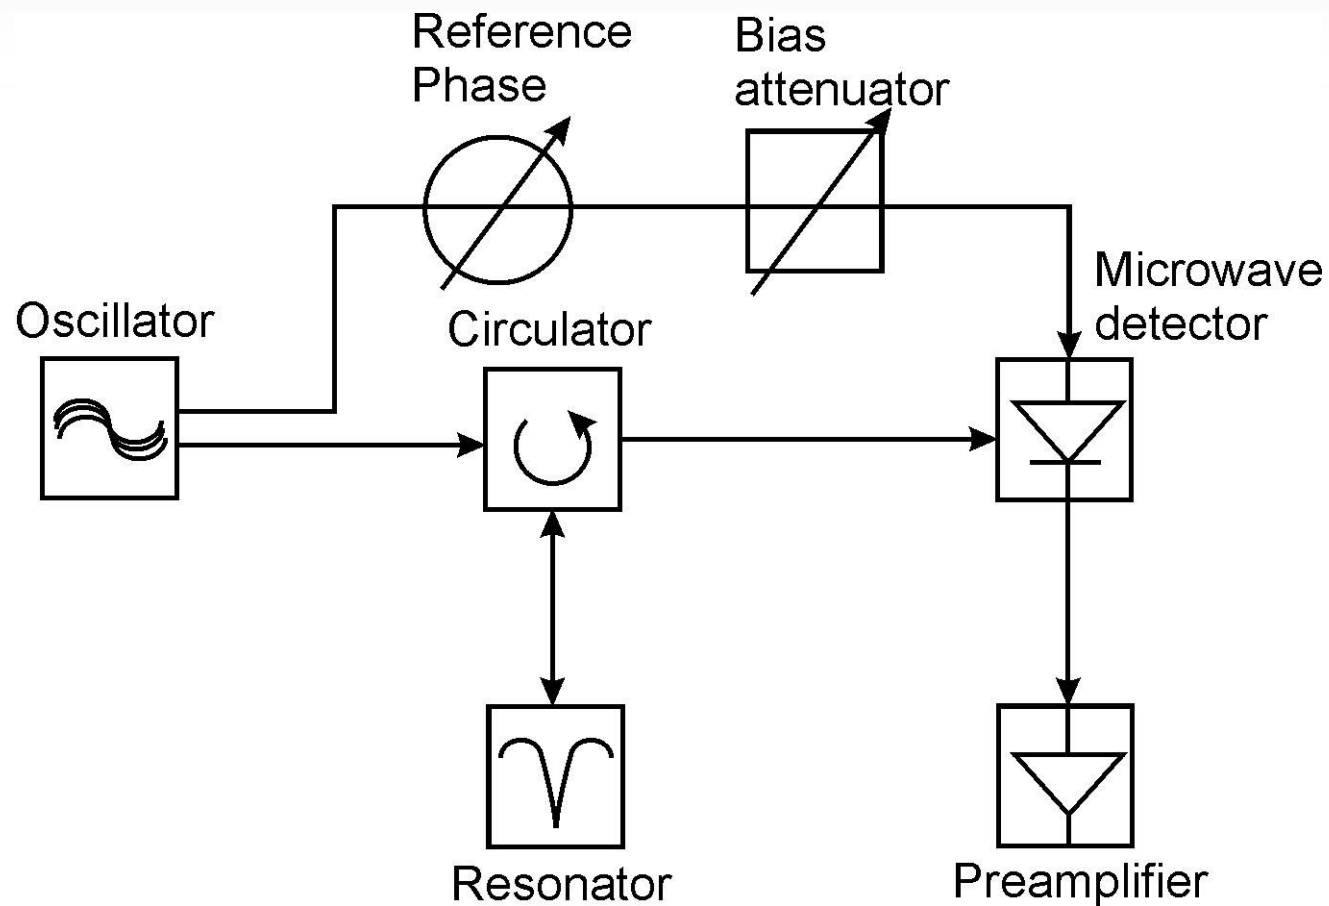 Reference
Phase
Bias
attenuator
Oscillator
Circulator
Microwave
detector
Resonator
Preamplifier